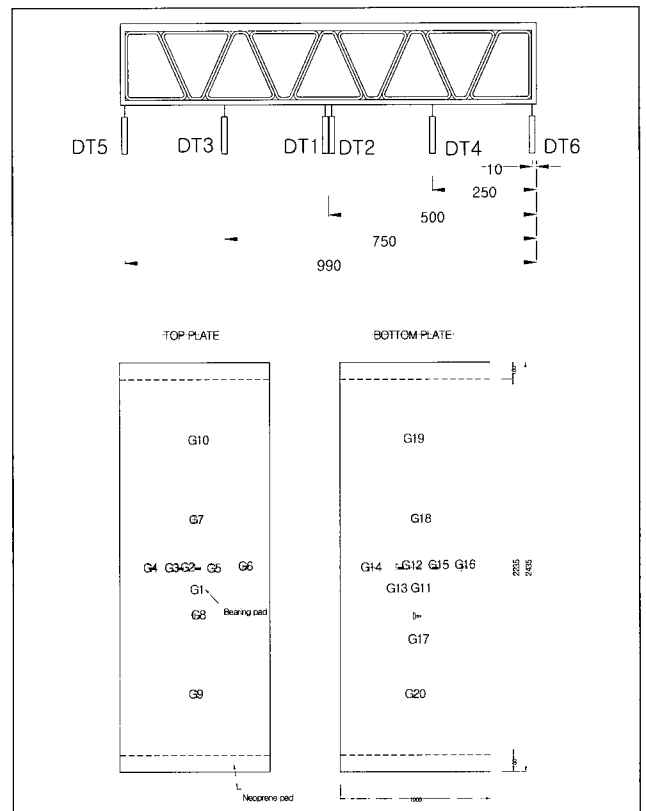 DT5 DT3 DT1 DT2 DT4 DT6
10
250
500
750
990
TOP PLATE BOTTOM PLATE
G10 G19
G7 G18
G4 G3 G2 G5 G6 G14 G12 G15 G16
G1 G13 G11
G8 Bearing pad
G17
G9 G20
2235 2435
Neoprene pad